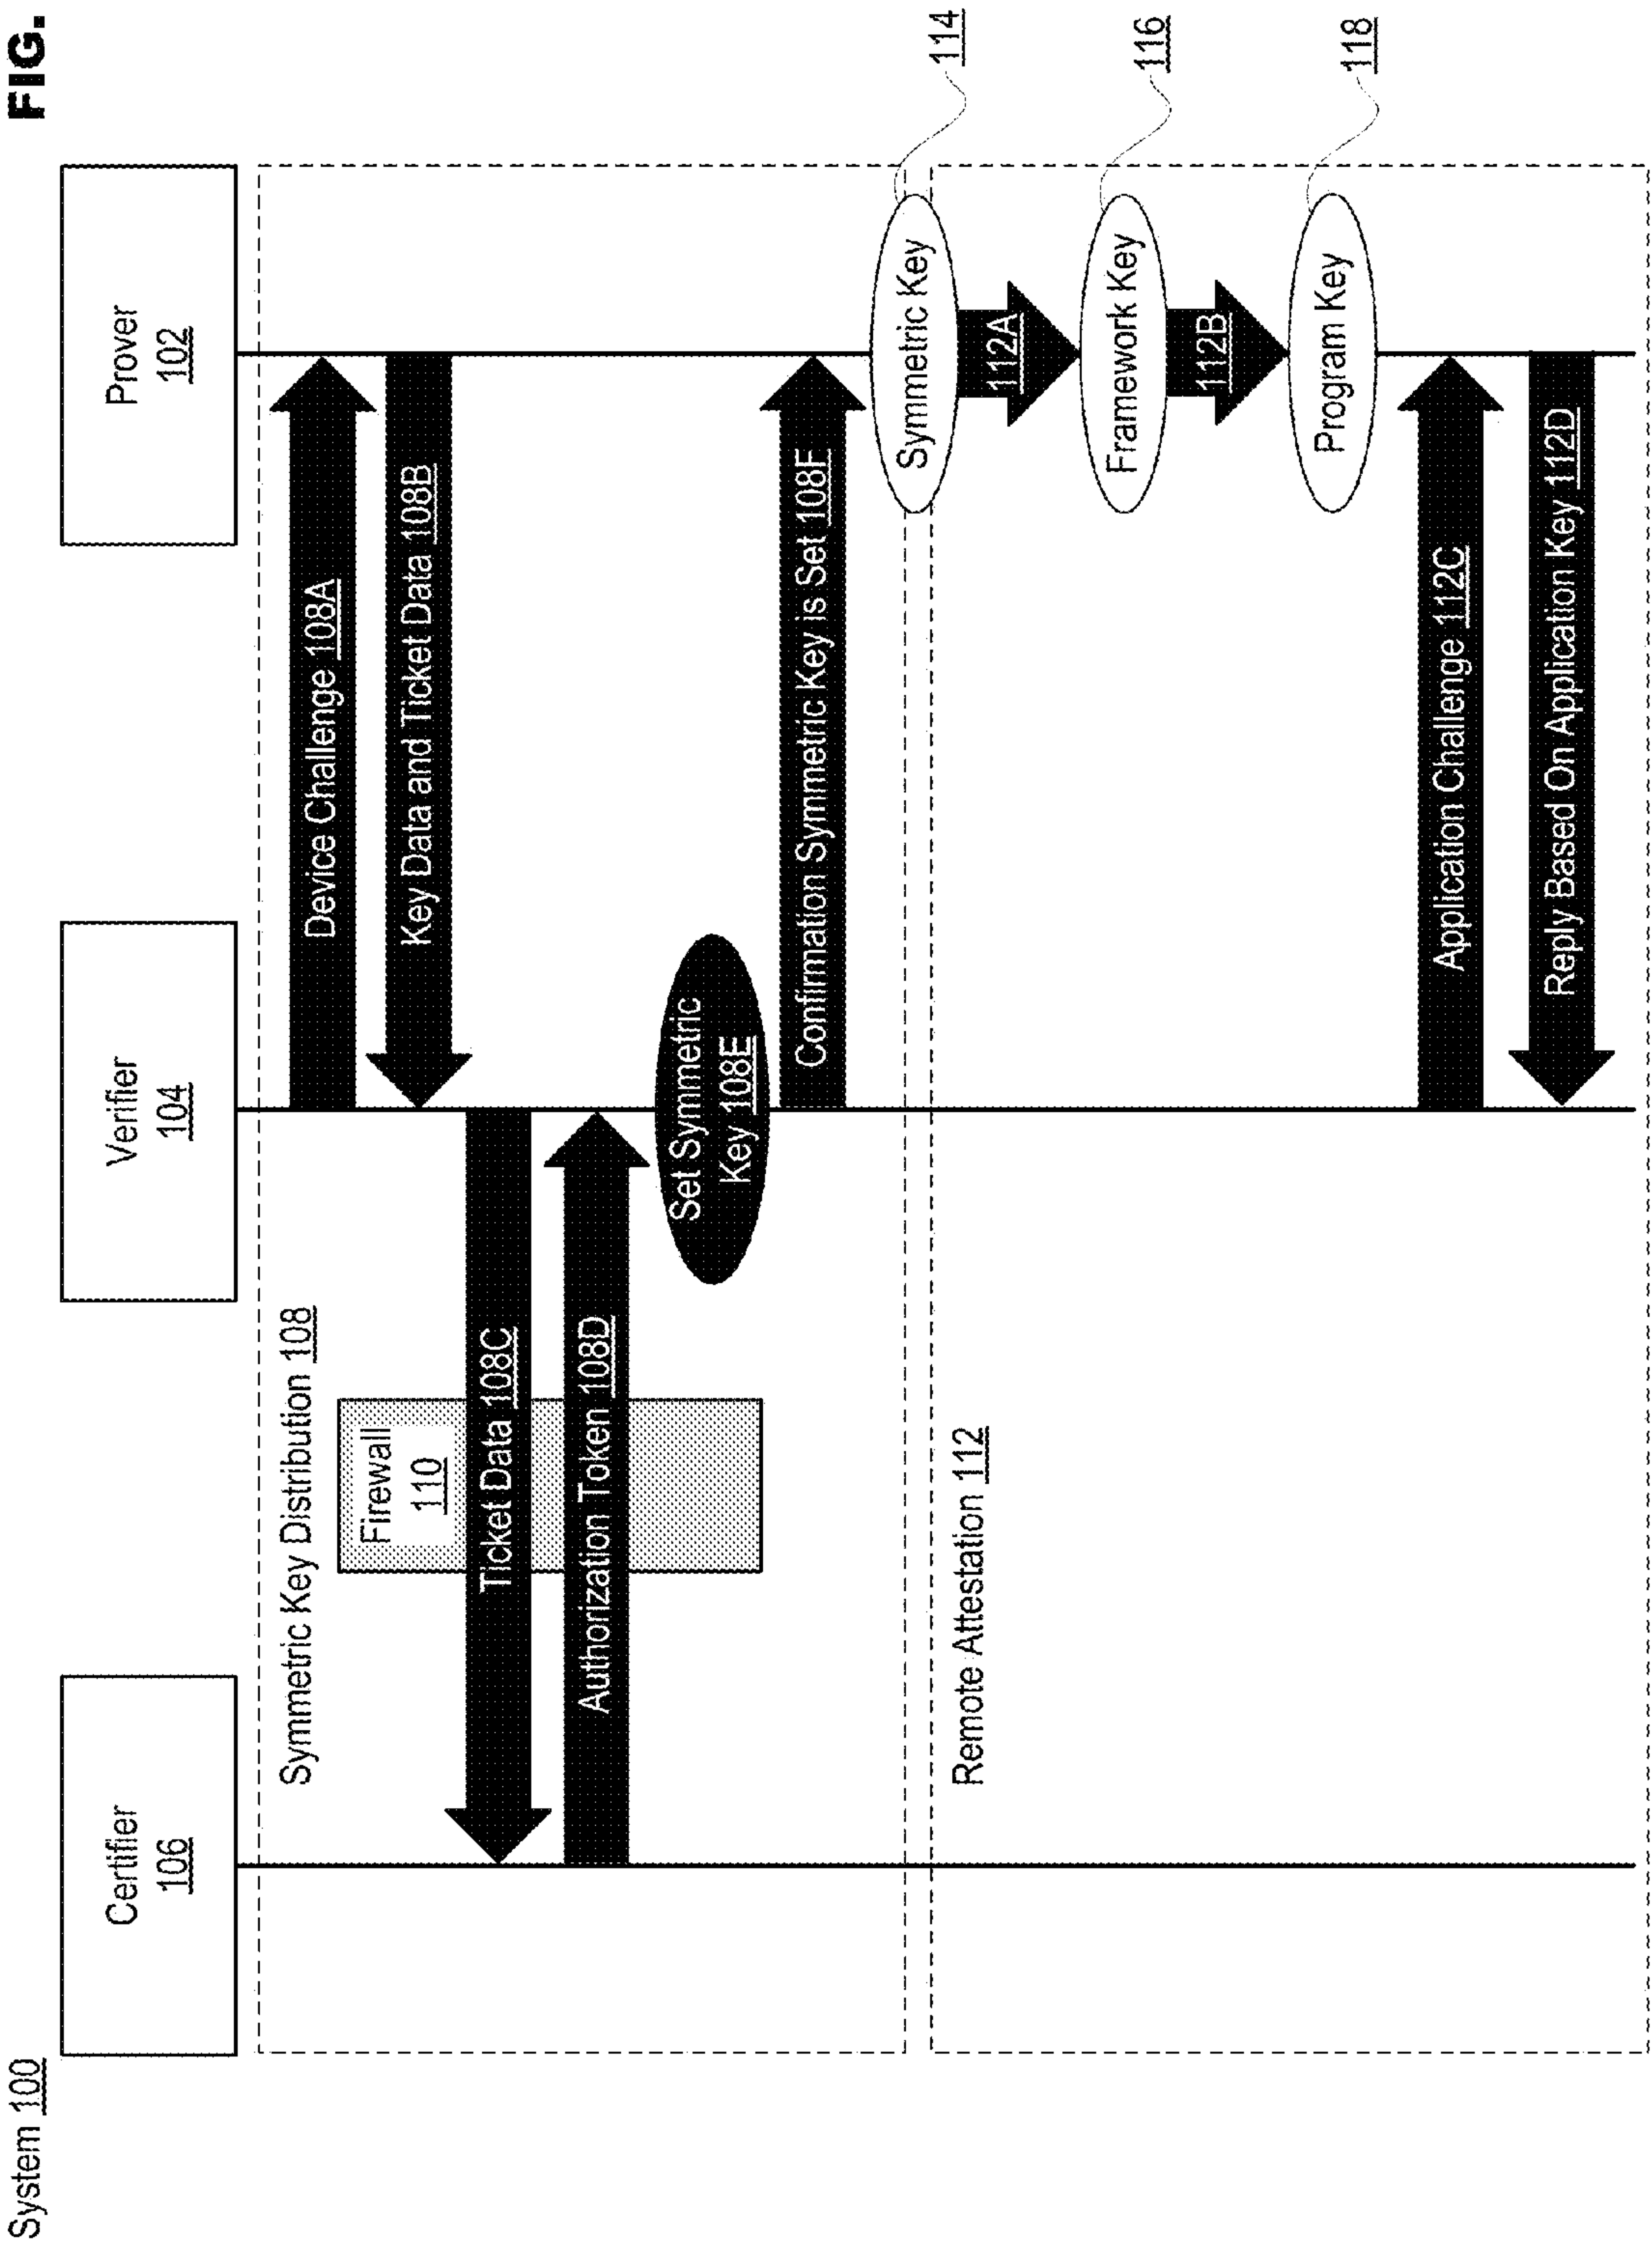 System 100
FIG.
Certifier
106
Verifier
104
Prover
102
Symmetric Key Distribution 108
Device Challenge 108A
Firewall
110
Key Data and Ticket Data 108B
Ticket Data 108C
Authorization Token 108D
Set Symmetric
Key 108E
Confirmation Symmetric Key is Set 108F
Symmetric Key
114
Remote Attestation 112
112A
Framework Key
116
112B
Program Key
118
Application Challenge 112C
Reply Based On Application Key 112D